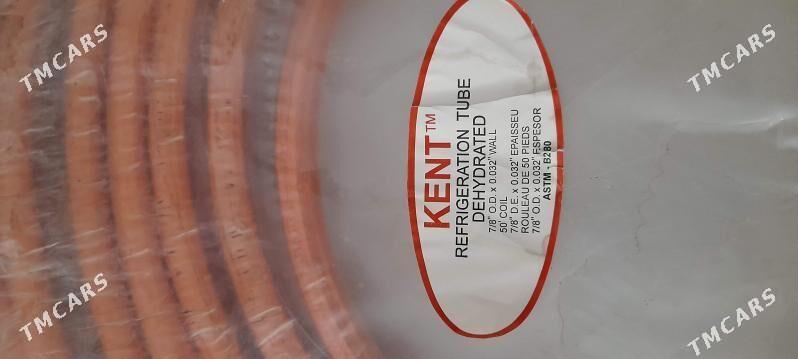 KENT™
REFRIGERATION TUBE
DEHYDRATED
7/8" O.D. x 0.032" WALL
50' COIL
7/8" D.E. x 0.032" EPAISSEU
ROULEAU DE 50 PIEDS
7/8" O.D. x 0.032" ESPESOR
ASTM - B280
TMCARS
TMCARS
TMCARS
TMCARS